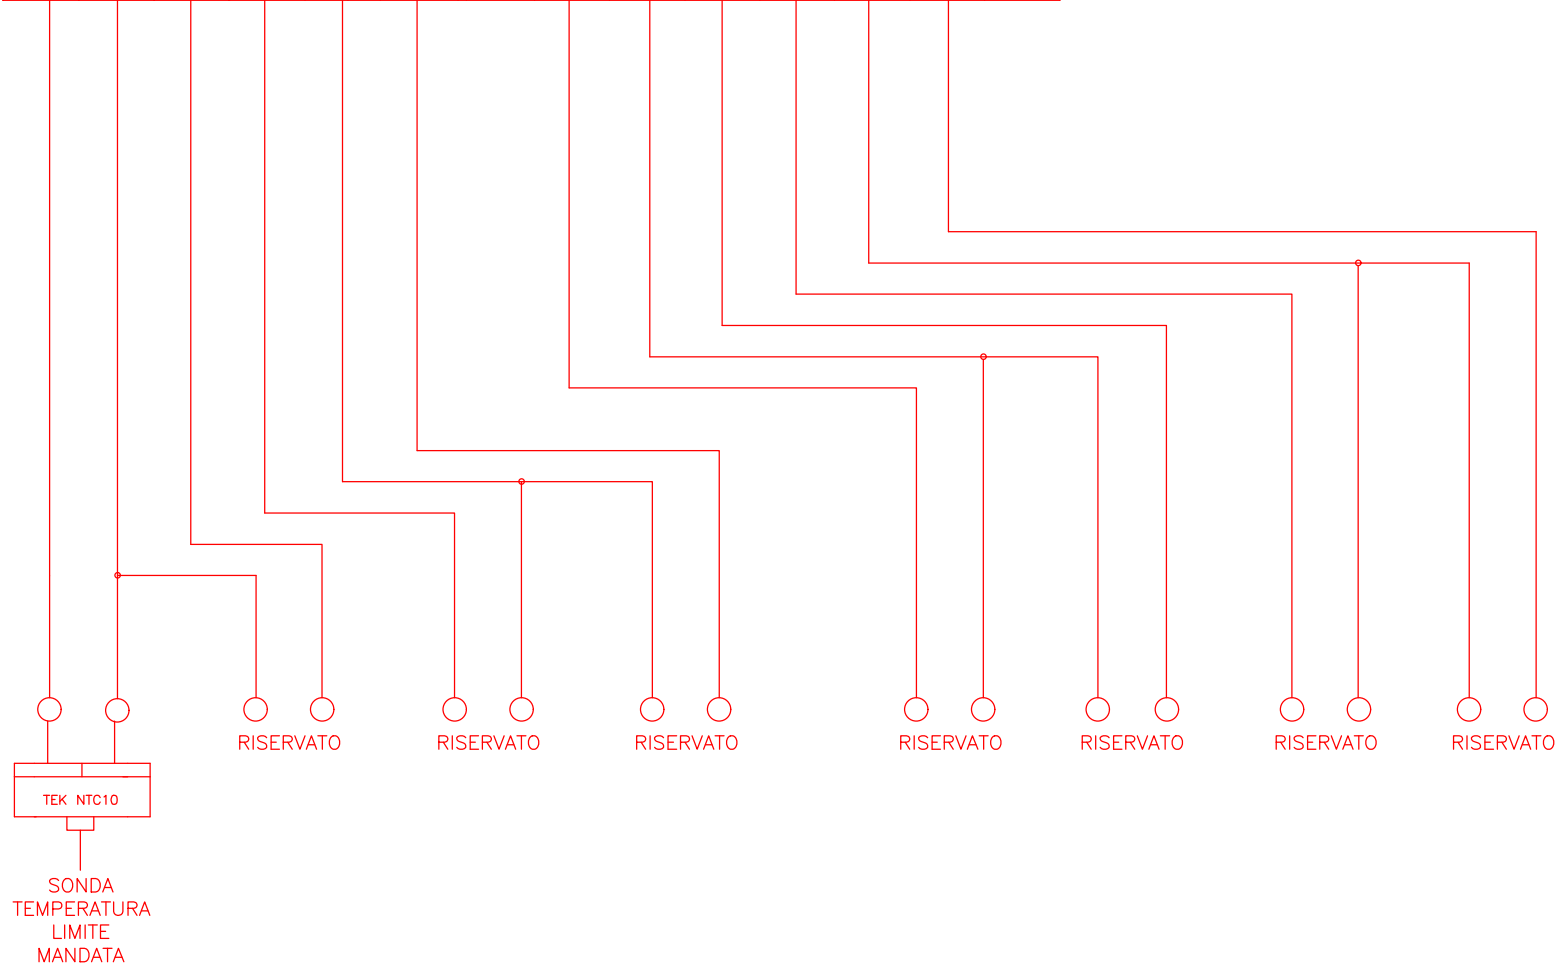 RISERVATO RISERVATO RISERVATO RISERVATO RISERVATO RISERVATO RISERVATO
TEK NTC10
SONDA
TEMPERATURA
LIMITE
MANDATA